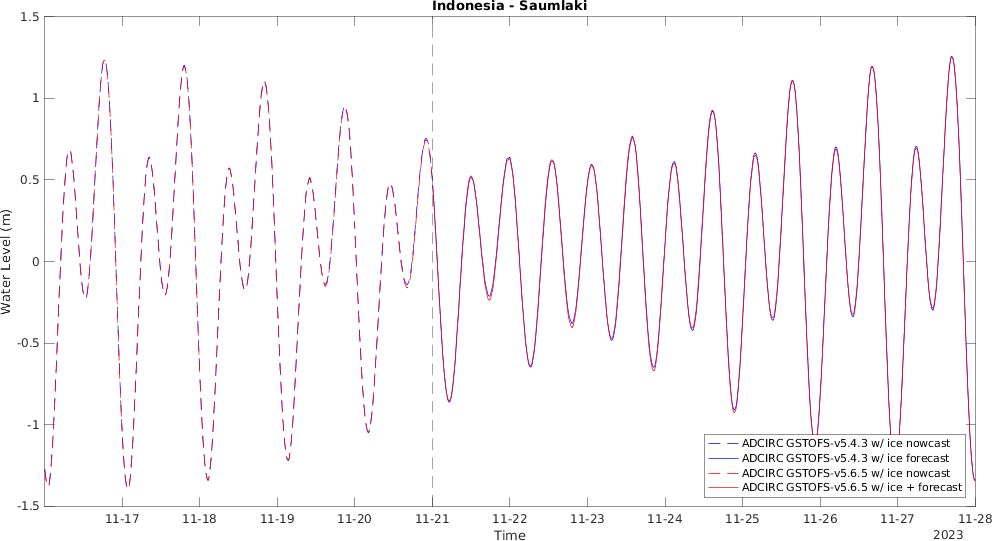 Indonesia - Saumlaki
1.5
1
0.5
0
-0.5
-1
-1.5
Water Level (m)
11-17
11-18
11-19
11-20
11-21
11-22
11-23
11-24
11-25
11-26
11-27
11-28
Time
2023
ADCIRC GSTOFS-v5.4.3 w/ ice nowcast
ADCIRC GSTOFS-v5.4.3 w/ ice forecast
ADCIRC GSTOFS-v5.6.5 w/ ice nowcast
ADCIRC GSTOFS-v5.6.5 w/ ice + forecast